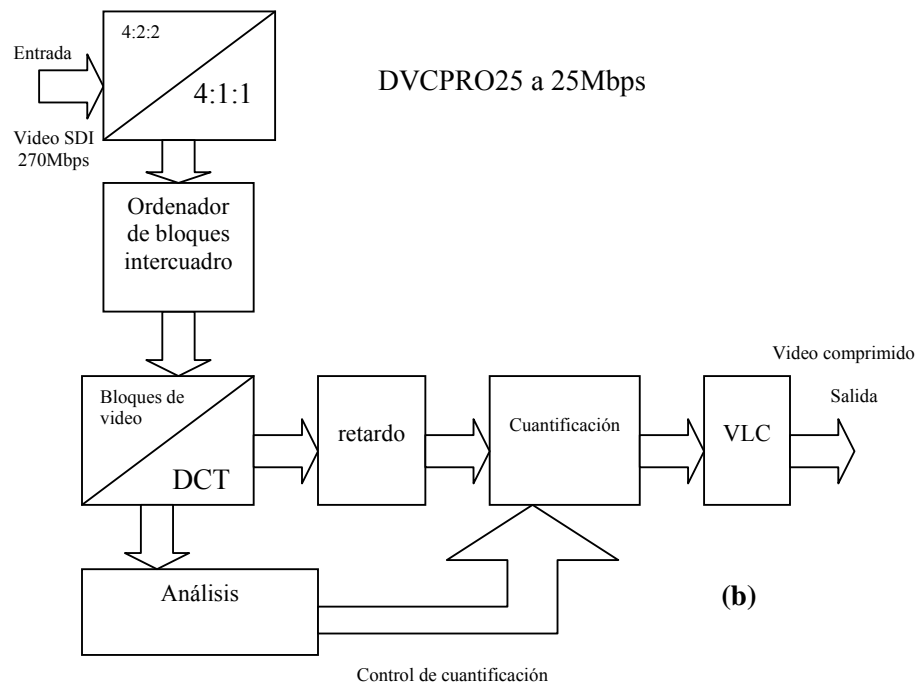 4:2:2
Entrada
4:1:1
DVCPRO25 a 25Mbps
Video SDI
270Mbps
Ordenador
de bloques
intercuadro
Video comprimido
Bloques de
video
DCT
retardo
Cuantificación
VLC
Salida
Análisis
(b)
Control de cuantificación